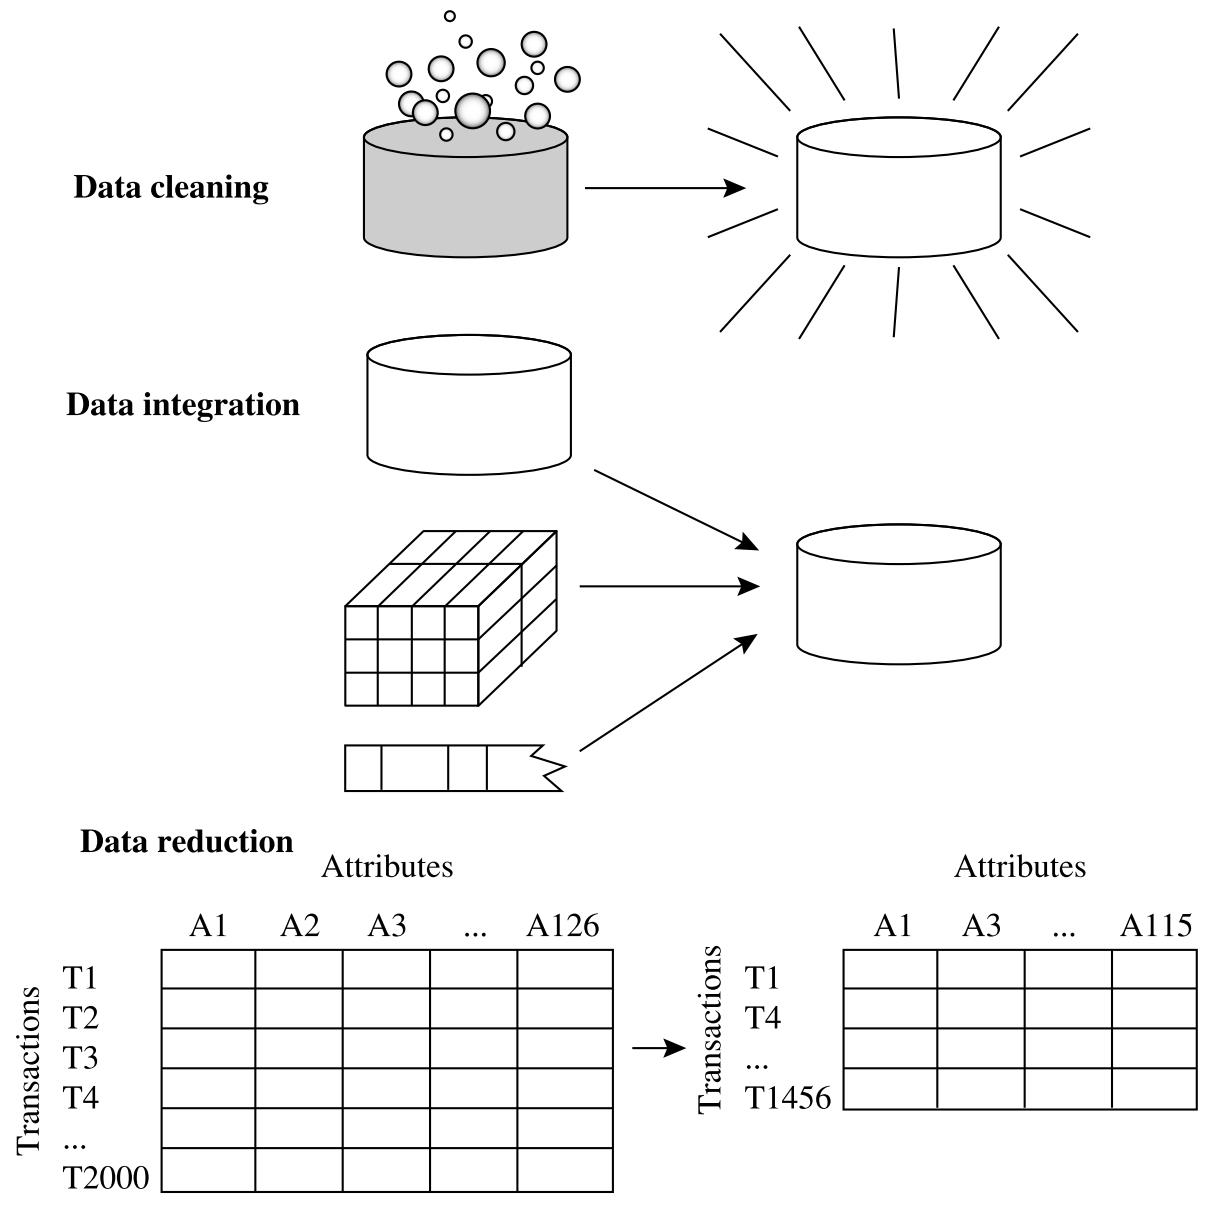 Data cleaning
Data integration
Data reduction
Attributes
A1 A2 A3 ... A126
Transactions
T1
T2
T3
T4
...
T2000
Attributes
A1 A3 ... A115
Transactions
T1
T4
...
T1456